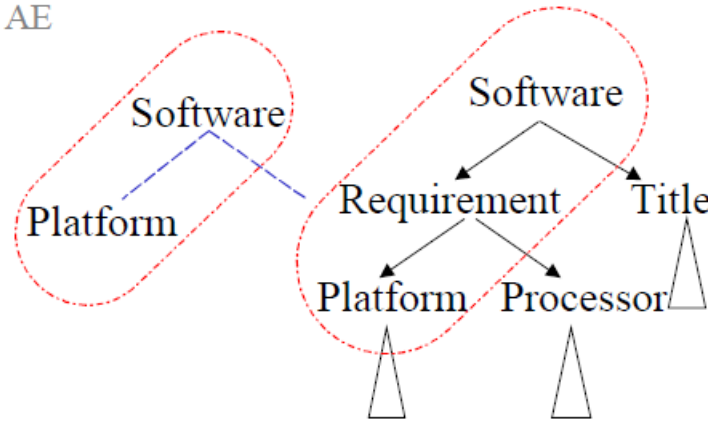 AE
Software
Platform
Software
Requirement
Title
Platform
Processor